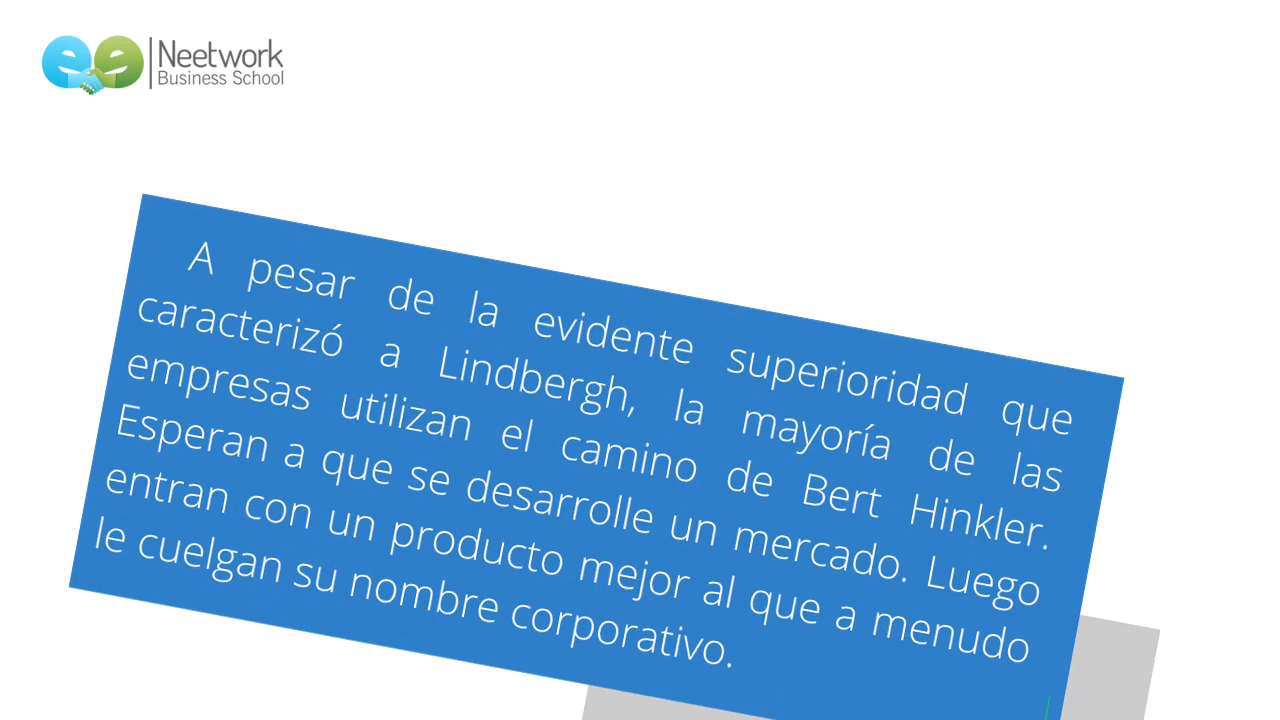 Neetwork
Business School
A pesar de la evidente superioridad que
caracterizó a Lindbergh, la mayoría de las
empresas utilizan el camino de Bert Hinkler.
Esperan a que se desarrolle un mercado. Luego
entran con un producto mejor al que a menudo
le cuelgan su nombre corporativo.